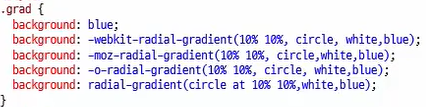 .grad {
  background: blue;
  background: -webkit-radial-gradient(10% 10%, circle, white,blue);
  background: -moz-radial-gradient(10% 10%, circle,white,blue);
  background: -o-radial-gradient(10% 10%, circle, white,blue);
  background: radial-gradient(circle at 10% 10%,white,blue);
}